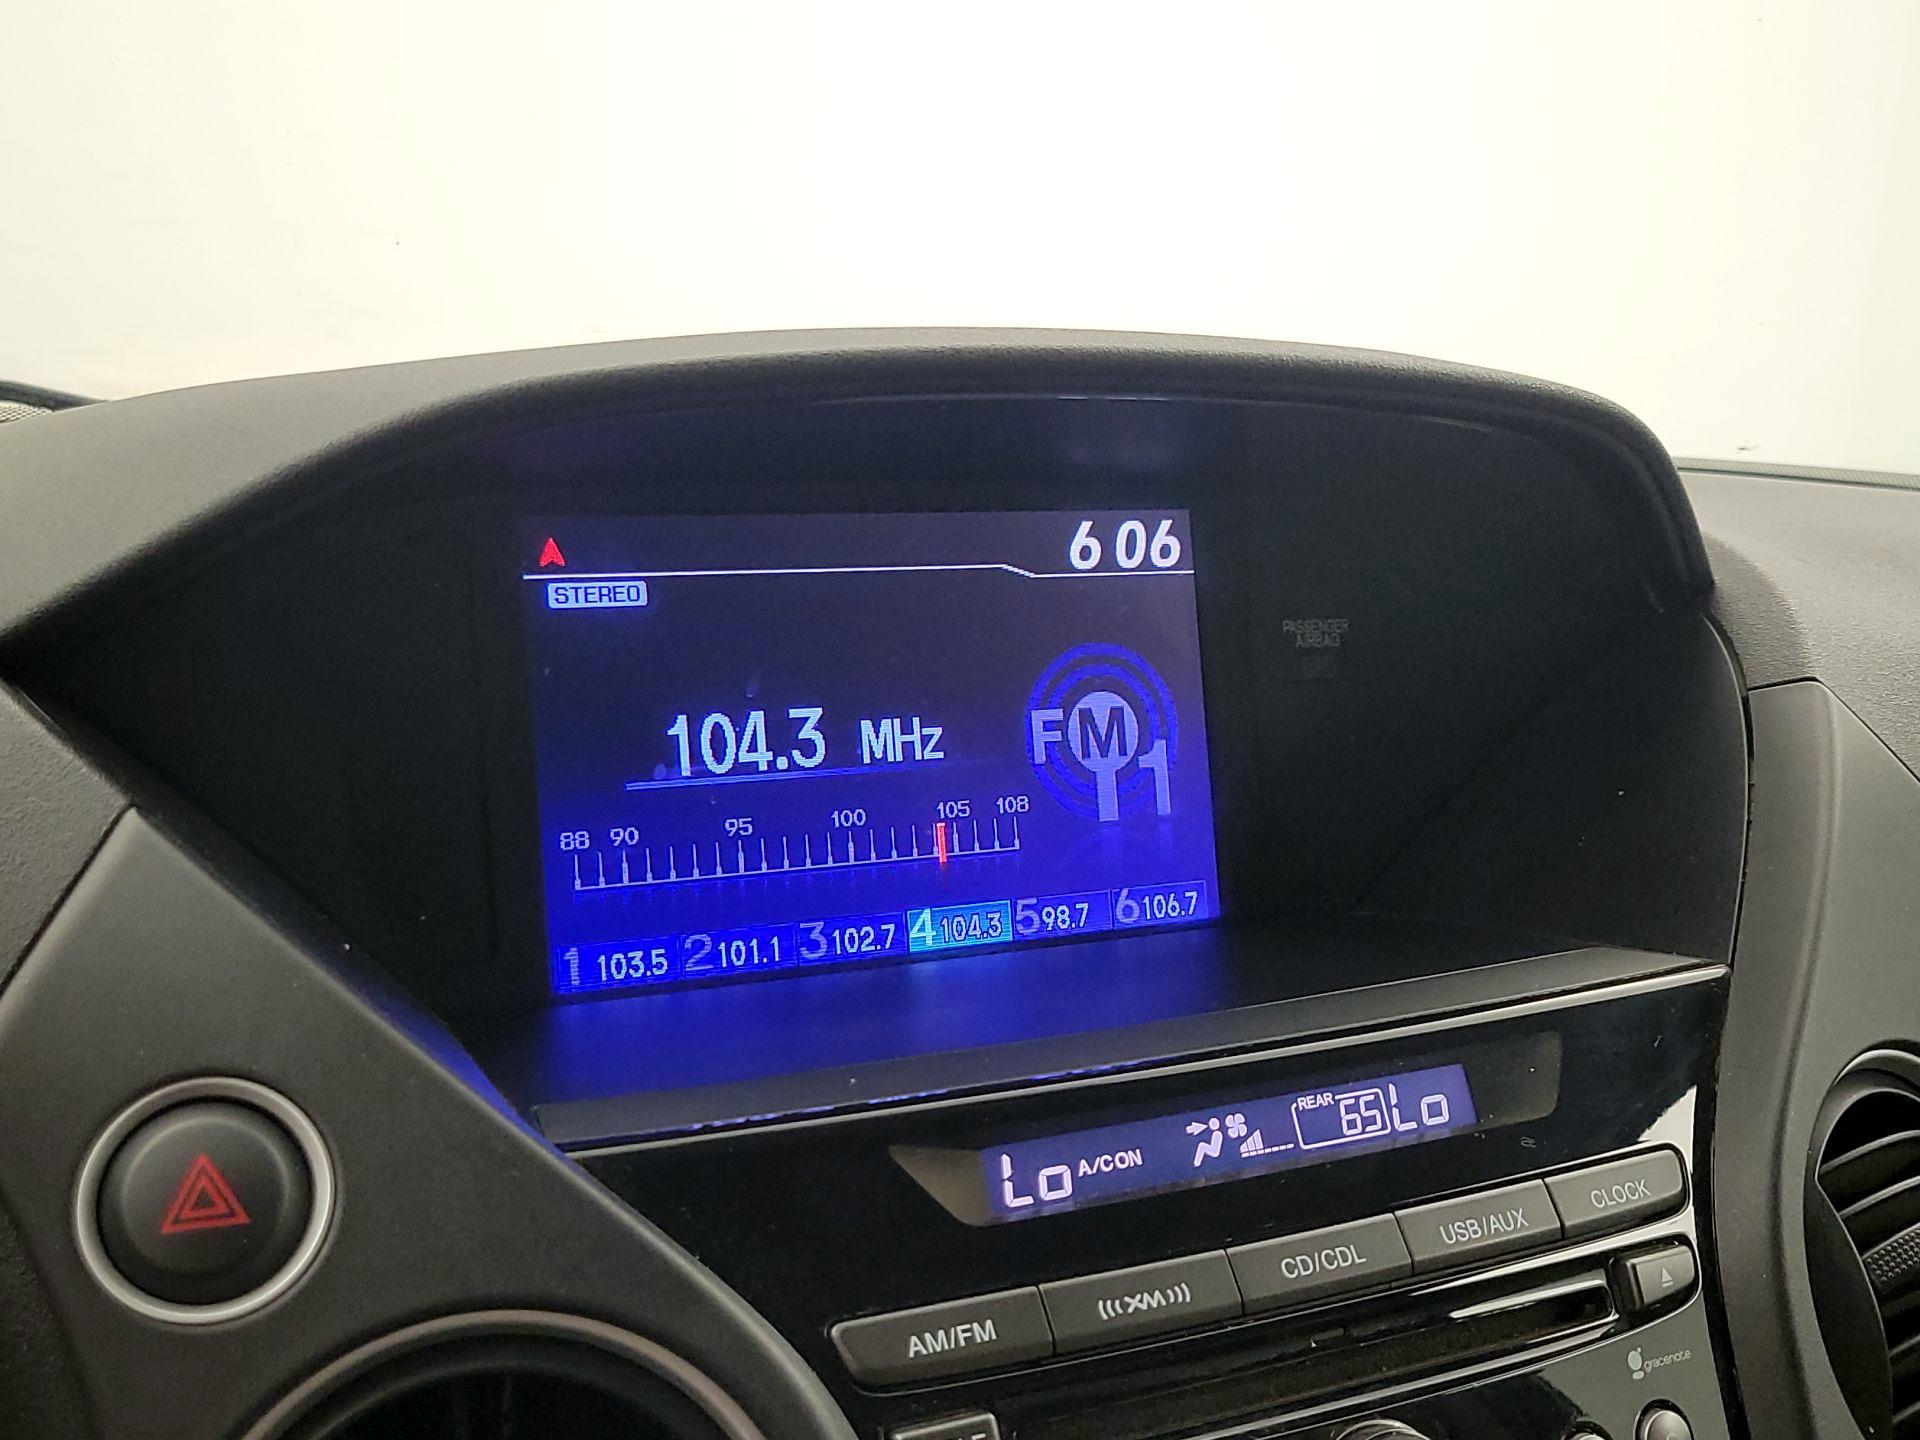 6 06
STEREO
104.3 MHz
FM 1
88 90 95 100 105 108
1 103.5 2 101.1 3 102.7 4 104.3 5 98.7 6 106.7
PASSENGER
AIRBAG
Lo A/CON REAR 65 Lo
AM/FM XM CD/CDL USB/AUX CLOCK
gracenote